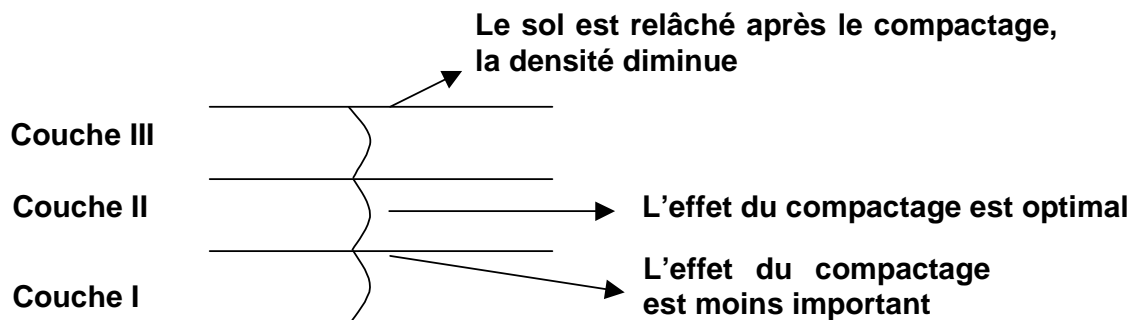 Le sol est relâché après le compactage,
la densité diminue
Couche III
Couche II
L’effet du compactage est optimal
L’effet du compactage
est moins important
Couche I